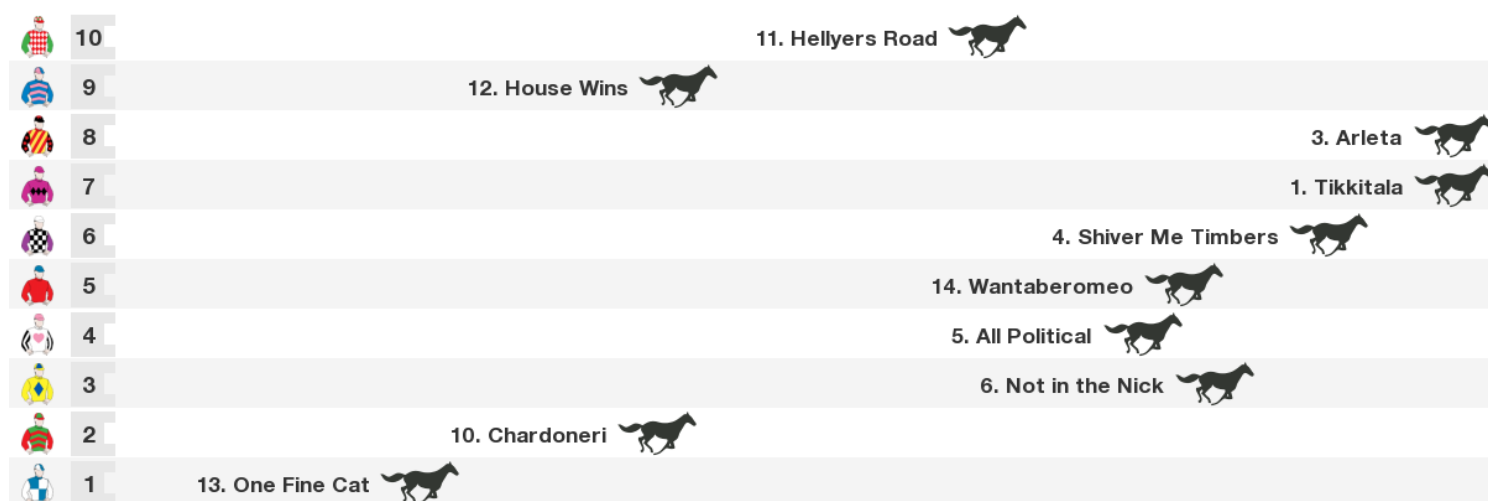 10 11. Hellyers Road
9 12. House Wins
8 3. Arleta
7 1. Tikkitala
6 4. Shiver Me Timbers
5 14. Wantaberomeo
4 5. All Political
3 6. Not in the Nick
2 10. Chardoneri
1 13. One Fine Cat